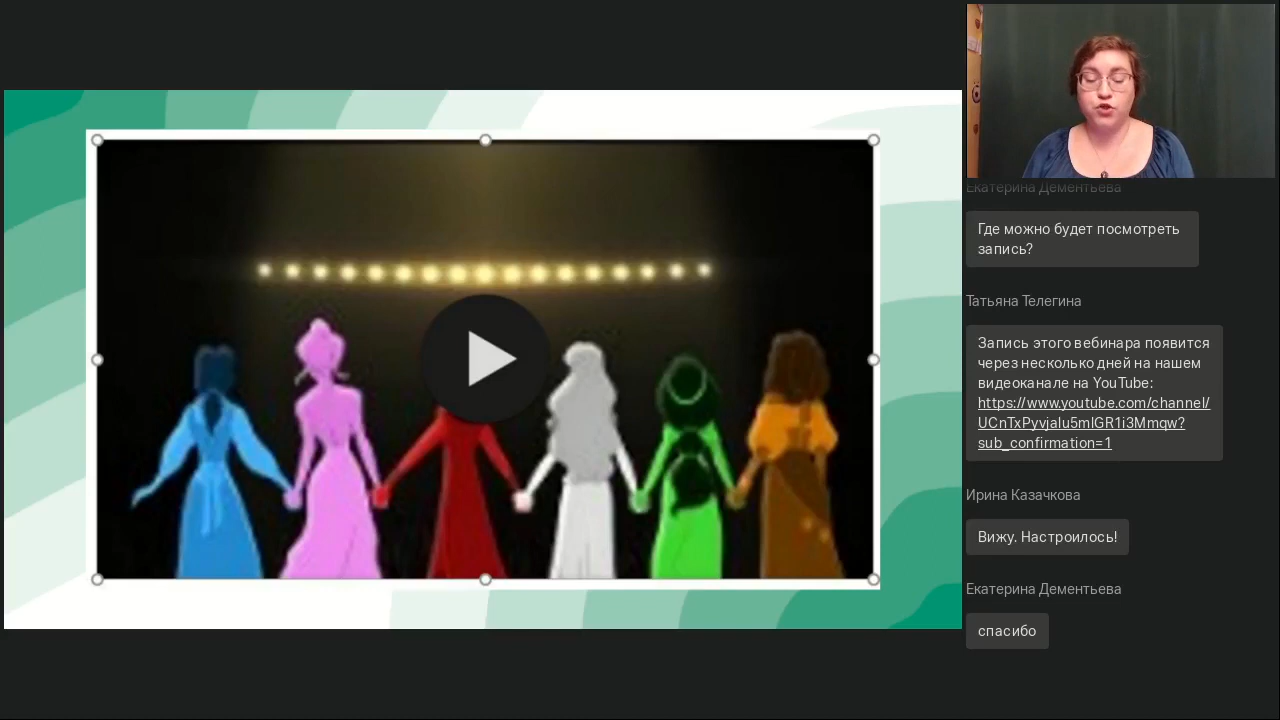 Екатерина Дементьева
Где можно будет посмотреть
запись?
Татьяна Телегина
Запись этого вебинара появится
через несколько дней на нашем
видеоканале на YouTube:
https://www.youtube.com/channel/
UCnTxPyvjaIu5mIGR1i3Mmqw?
sub_confirmation=1
Ирина Казачкова
Вижу. Настроилось!
Екатерина Дементьева
спасибо